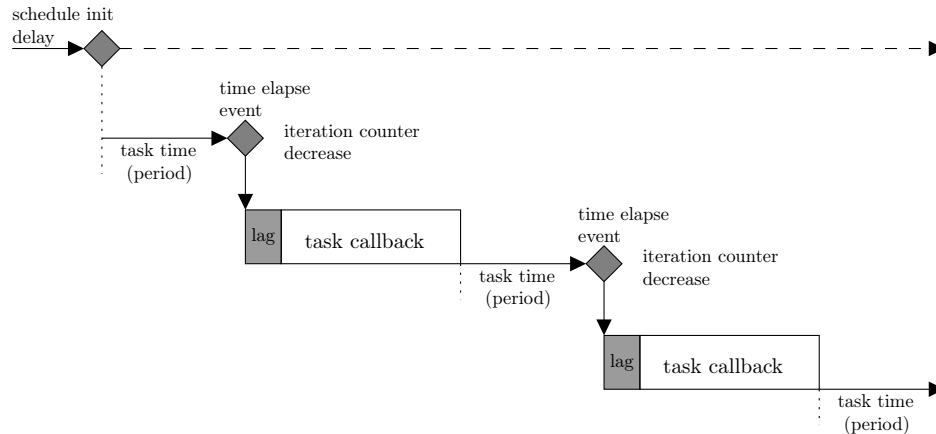 schedule init
delay
time elapse
event
iteration counter
decrease
task time
(period)
lag
task callback
time elapse
event
iteration counter
decrease
task time
(period)
lag
task callback
task time
(period)